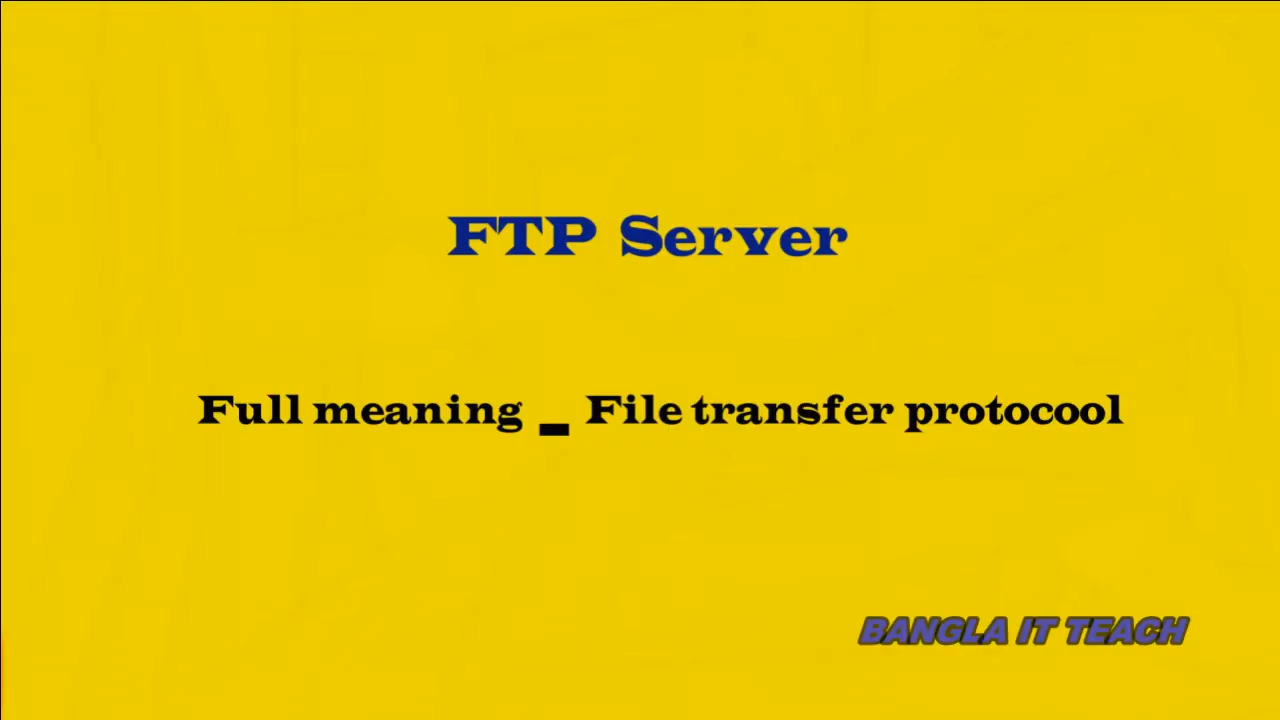 FTP Server
Full meaning - File transfer protocool
BANGLA IT TEACH